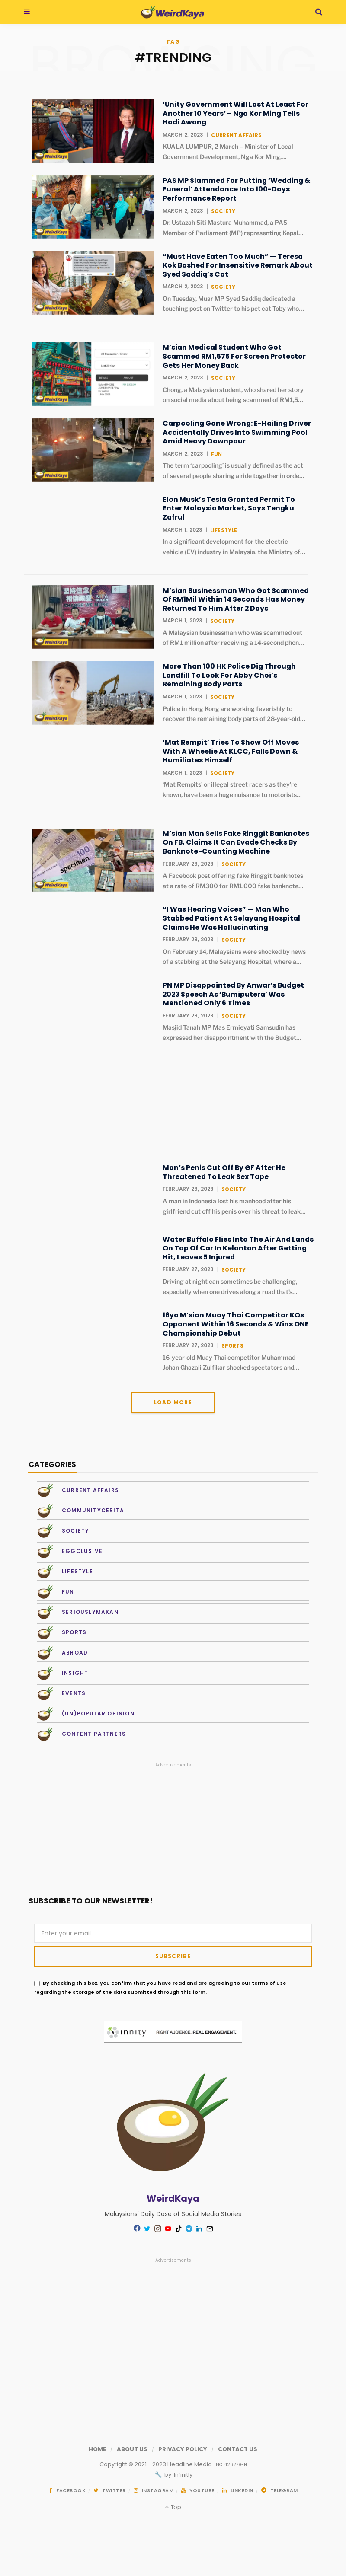 WeirdKaya
TAG
#TRENDING
'Unity Government Will Last At Least For
Another 10 Years' – Nga Kor Ming Tells
Hadi Awang
MARCH 2, 2023 | CURRENT AFFAIRS
KUALA LUMPUR, 2 March – Minister of Local
Government Development, Nga Kor Ming,...
PAS MP Slammed For Putting 'Wedding &
Funeral' Attendance Into 100-Days
Performance Report
MARCH 2, 2023 | SOCIETY
Dr. Ustazah Siti Mastura Muhammad, a PAS
Member of Parliament (MP) representing Kepal...
"Must Have Eaten Too Much" — Teresa
Kok Bashed For Insensitive Remark About
Syed Saddiq's Cat
MARCH 2, 2023 | SOCIETY
On Tuesday, Muar MP Syed Saddiq dedicated a
touching post on Twitter to his pet cat Toby who...
M'sian Medical Student Who Got
Scammed RM1,575 For Screen Protector
Gets Her Money Back
MARCH 2, 2023 | SOCIETY
Chong, a Malaysian student, who shared her story
on social media about being scammed of RM1,5...
Carpooling Gone Wrong: E-Hailing Driver
Accidentally Drives Into Swimming Pool
Amid Heavy Downpour
MARCH 2, 2023 | FUN
The term 'carpooling' is usually defined as the act
of several people sharing a ride together in orde...
Elon Musk's Tesla Granted Permit To
Enter Malaysia Market, Says Tengku
Zafrul
MARCH 1, 2023 | LIFESTYLE
In a significant development for the electric
vehicle (EV) industry in Malaysia, the Ministry of...
M'sian Businessman Who Got Scammed
Of RM1Mil Within 14 Seconds Has Money
Returned To Him After 2 Days
MARCH 1, 2023 | SOCIETY
A Malaysian businessman who was scammed out
of RM1 million after receiving a 14-second phon...
More Than 100 HK Police Dig Through
Landfill To Look For Abby Choi's
Remaining Body Parts
MARCH 1, 2023 | SOCIETY
Police in Hong Kong are working feverishly to
recover the remaining body parts of 28-year-old...
'Mat Rempit' Tries To Show Off Moves
With A Wheelie At KLCC, Falls Down &
Humiliates Himself
MARCH 1, 2023 | SOCIETY
'Mat Rempits' or illegal street racers as they're
known, have been a huge nuisance to motorists...
specimen
M'sian Man Sells Fake Ringgit Banknotes
On FB, Claims It Can Evade Checks By
Banknote-Counting Machine
FEBRUARY 28, 2023 | SOCIETY
A Facebook post offering fake Ringgit banknotes
at a rate of RM300 for RM1,000 fake banknote...
"I Was Hearing Voices" — Man Who
Stabbed Patient At Selayang Hospital
Claims He Was Hallucinating
FEBRUARY 28, 2023 | SOCIETY
On February 14, Malaysians were shocked by news
of a stabbing at the Selayang Hospital, where a...
PN MP Disappointed By Anwar's Budget
2023 Speech As 'Bumiputera' Was
Mentioned Only 6 Times
FEBRUARY 28, 2023 | SOCIETY
Masjid Tanah MP Mas Ermieyati Samsudin has
expressed her disappointment with the Budget...
Man's Penis Cut Off By GF After He
Threatened To Leak Sex Tape
FEBRUARY 28, 2023 | SOCIETY
A man in Indonesia lost his manhood after his
girlfriend cut off his penis over his threat to leak...
Water Buffalo Flies Into The Air And Lands
On Top Of Car In Kelantan After Getting
Hit, Leaves 5 Injured
FEBRUARY 27, 2023 | SOCIETY
Driving at night can sometimes be challenging,
especially when one drives along a road that's...
16yo M'sian Muay Thai Competitor KOs
Opponent Within 16 Seconds & Wins ONE
Championship Debut
FEBRUARY 27, 2023 | SPORTS
16-year-old Muay Thai competitor Muhammad
Johan Ghazali Zulfikar shocked spectators and...
LOAD MORE
CATEGORIES
CURRENT AFFAIRS
COMMUNITYCERITA
SOCIETY
EGGCLUSIVE
LIFESTYLE
FUN
SERIOUSLYMAKAN
SPORTS
ABROAD
INSIGHT
EVENTS
(UN)POPULAR OPINION
CONTENT PARTNERS
- Advertisements -
SUBSCRIBE TO OUR NEWSLETTER!
Enter your email
SUBSCRIBE
By checking this box, you confirm that you have read and are agreeing to our terms of use
regarding the storage of the data submitted through this form.
innity RIGHT AUDIENCE. REAL ENGAGEMENT.
WeirdKaya
Malaysians' Daily Dose of Social Media Stories
- Advertisements -
HOME | ABOUT US | PRIVACY POLICY | CONTACT US
by infinity
FACEBOOK TWITTER INSTAGRAM YOUTUBE LINKEDIN TELEGRAM
Top